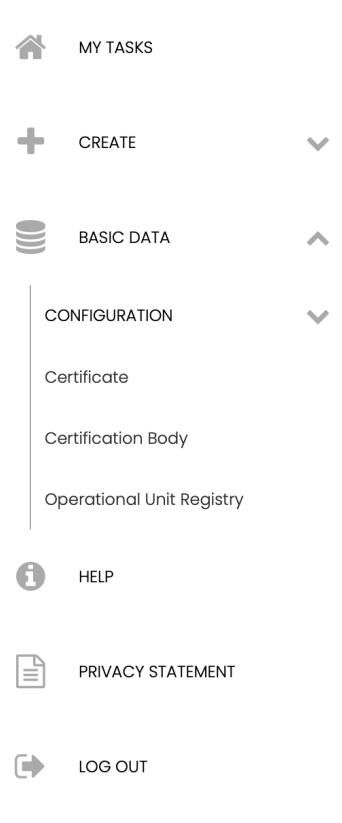 MY TASKS
CREATE
BASIC DATA
CONFIGURATION
Certificate
Certification Body
Operational Unit Registry
HELP
PRIVACY STATEMENT
LOG OUT